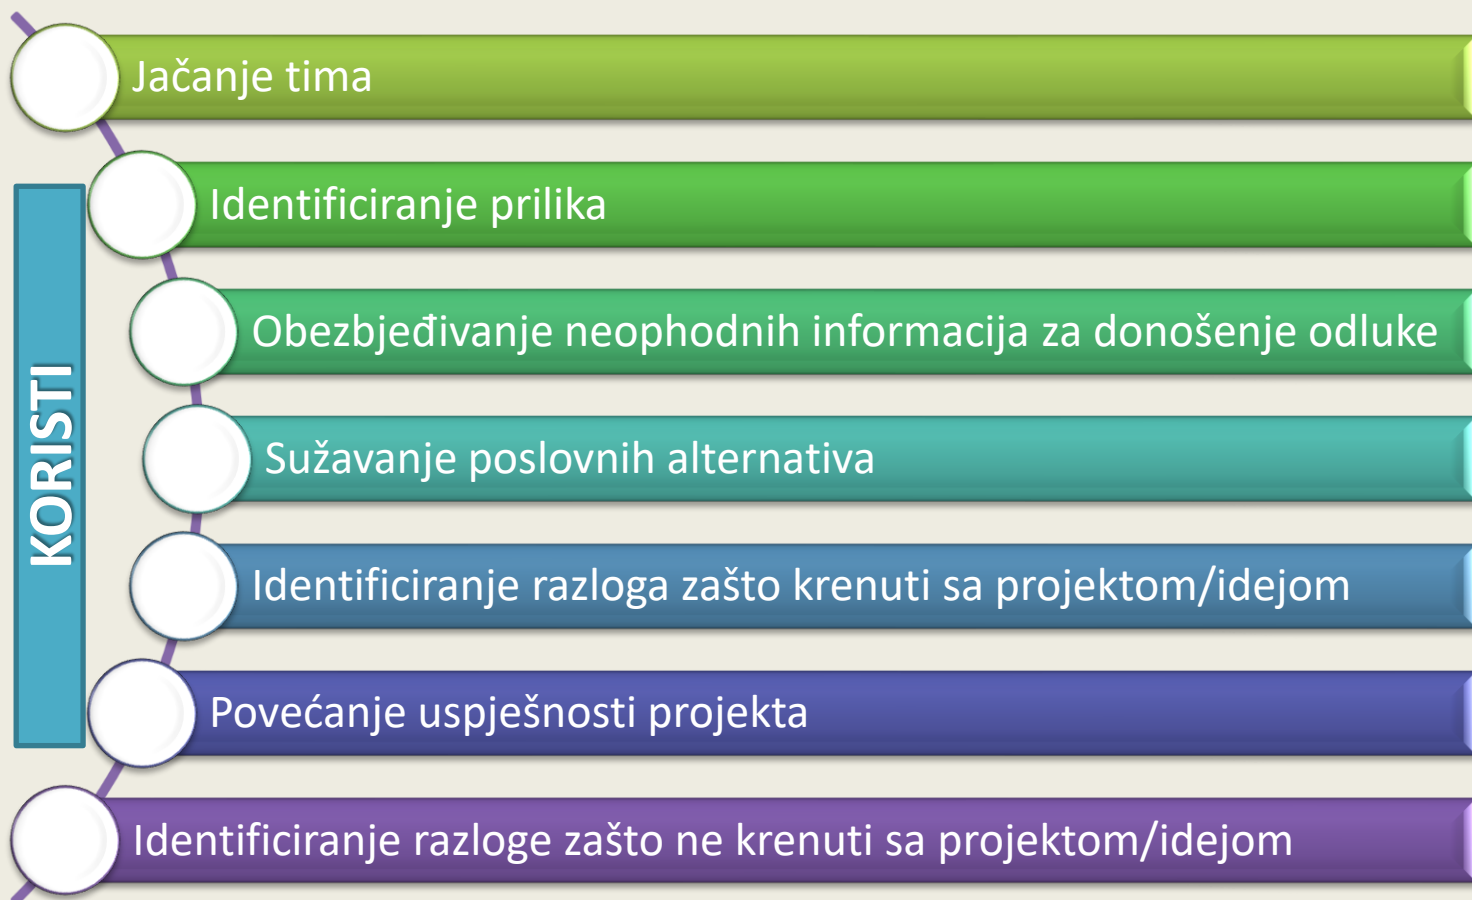 Jačanje tima
Identificiranje prilika
Obezbjeđivanje neophodnih informacija za donošenje odluke
Sužavanje poslovnih alternativa
Identificiranje razloga zašto krenuti sa projektom/idejom
Povećanje uspješnosti projekta
Identificiranje razloge zašto ne krenuti sa projektom/idejom
KORISTI